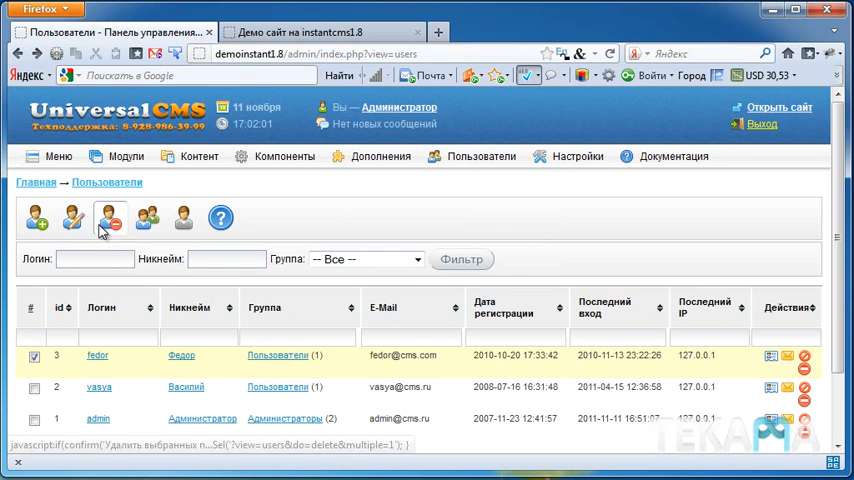 Firefox
Пользователи - Панель управления...
Демо сайт на instantcms1.8
demoinstant1.8/admin/index.php?view=users
Яндекс
Яндекс
Поискать в Google
Найти
Почта
Войти
Город
USD 30,53
UniversalCMS
Техподдержка: 8-928-986-39-99
11 ноября
17:02:01
Вы — Администратор
Нет новых сообщений
Открыть сайт
Выход
Меню
Модули
Контент
Компоненты
Дополнения
Пользователи
Настройки
Документация
Главная → Пользователи
Логин:
Никнейм:
Группа:
-- Все --
Фильтр
# id Логин Никнейм Группа E-Mail Дата регистрации Последний вход Последний IP Действия
3 fedor Федор Пользователи (1) fedor@cms.com 2010-10-20 17:33:42 2010-11-13 23:22:26 127.0.0.1
2 vasya Василий Пользователи (1) vasya@cms.ru 2008-07-16 16:31:48 2011-04-15 12:36:58 127.0.0.1
1 admin Администратор Администраторы (2) admin@cms.ru 2007-11-23 12:41:57 2011-11-11 16:51:07 127.0.0.1
javascript:if(confirm('Удалить выбранных п...Sel('?view=users&do=delete&multiple=1'); }